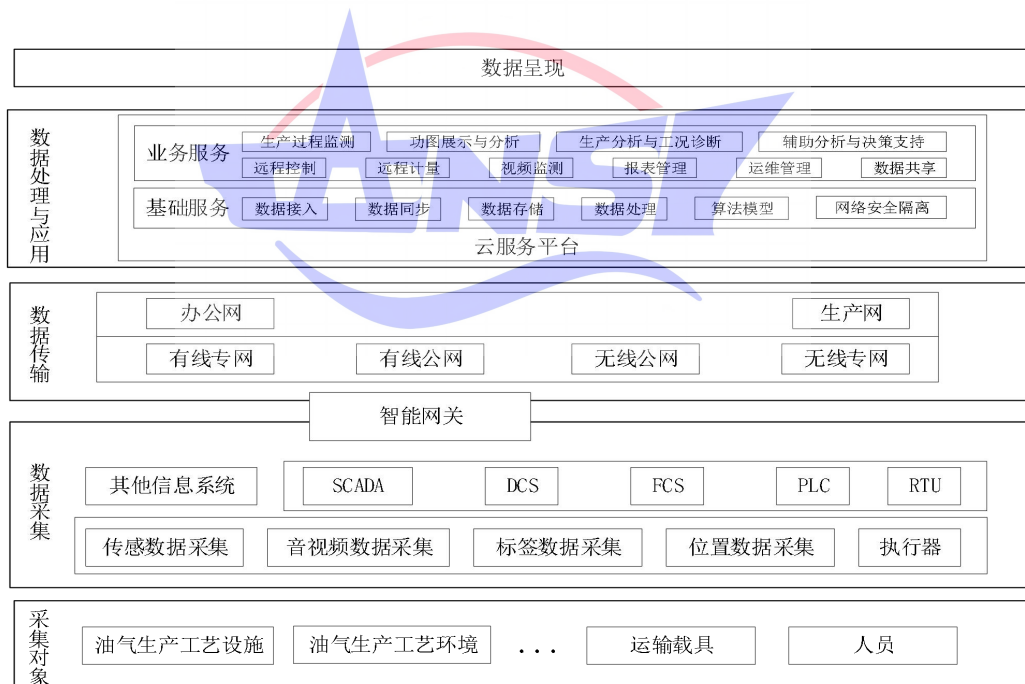 数据呈现
数据处理与应用
业务服务
生产过程监测 功图展示与分析 生产分析与工况诊断 辅助分析与决策支持
远程控制 远程计量 视频监测 报表管理 运维管理 数据共享
基础服务 数据接入 数据同步 数据存储 数据处理 算法模型 网络安全隔离
云服务平台
数据传输
办公网 生产网
有线专网 有线公网 无线公网 无线专网
智能网关
数据采集
其他信息系统 SCADA DCS FCS PLC RTU
传感数据采集 音视频数据采集 标签数据采集 位置数据采集 执行器
采集对象
油气生产工艺设施 油气生产工艺环境 ... 运输载具 人员
ANSI